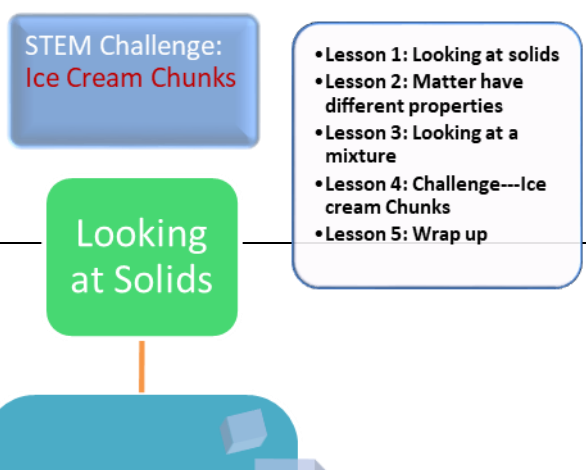 STEM Challenge:
Ice Cream Chunks
•Lesson 1: Looking at solids
•Lesson 2: Matter have
different properties
•Lesson 3: Looking at a
mixture
•Lesson 4: Challenge---Ice
cream Chunks
•Lesson 5: Wrap up
Looking
at Solids